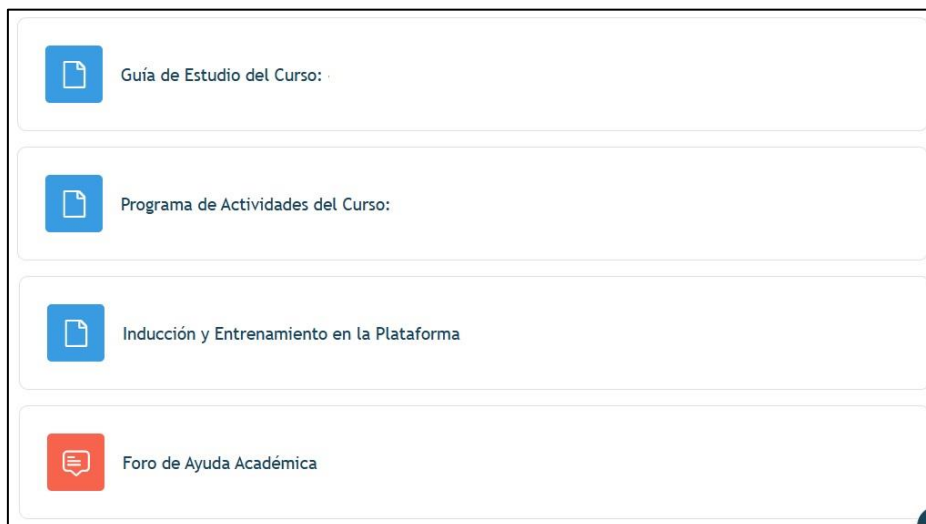 Guía de Estudio del Curso:
Programa de Actividades del Curso:
Inducción y Entrenamiento en la Plataforma
Foro de Ayuda Académica